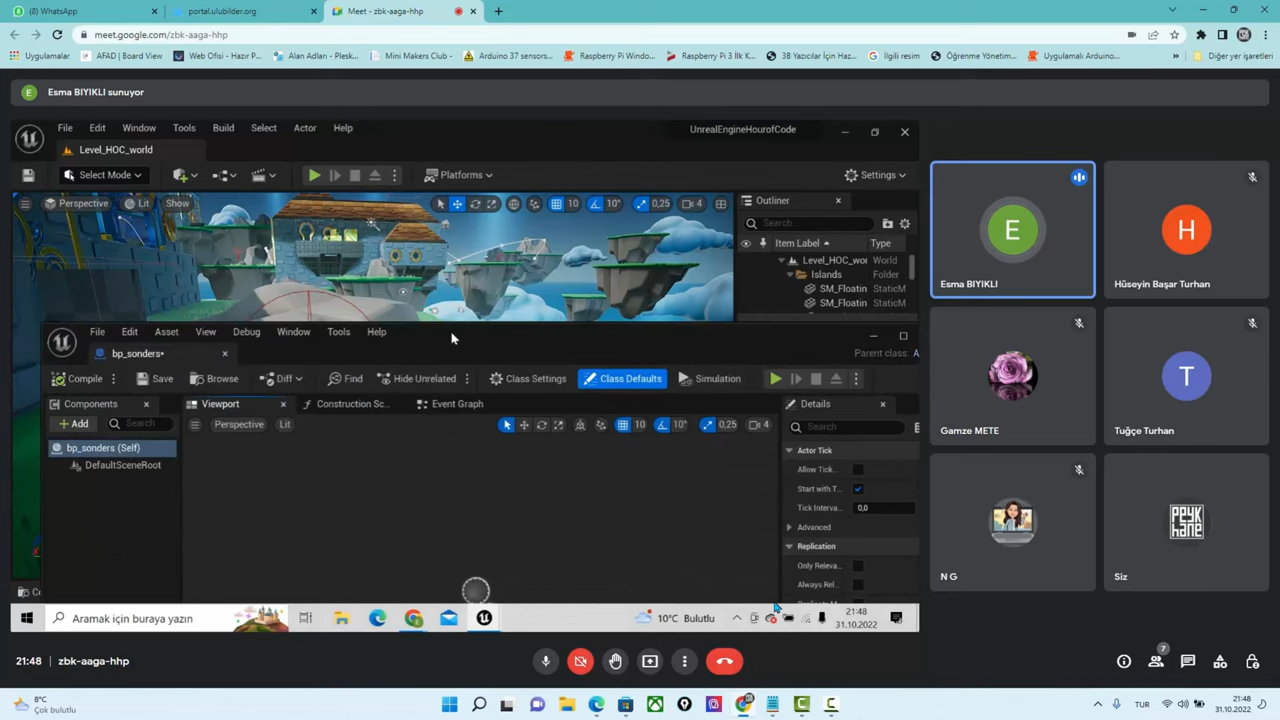 WhatsApp
portal.ulubilder.org
Meet - zbk-aaga-hhp
meet.google.com/zbk-aaga-hhp
Uygulamalar
AFAD | Board View
Web Ofisi - Hazır P...
Alan Adları - Plesk...
Mini Makers Club -
Arduino 37 sensors...
Raspberry Pi Windo...
Raspberry Pi 3 İlk K...
3B Yazıcılar İçin Haz...
İlgili resim
Öğrenme Yönetim...
Uygulamalı Arduino...
»
Diğer yer işaretleri
E
Esma BIYIKLI sunuyor
File Edit Window Tools Build Select Actor Help
UnrealEngineHourofCode
Level_HOC_world
Select Mode
Platforms
Settings
Perspective Lit Show
10 10° 0,25 4
Outliner
Search...
Item Label Type
Level_HOC_wor World
Islands Folder
SM_Floatin StaticM
SM_Floatin StaticM
File Edit Asset View Debug Window Tools Help
bp_sonders•
Parent class: A
Compile
Save
Browse
Diff
Find
Hide Unrelated
Class Settings
Class Defaults
Simulation
Components
Viewport
Construction Sc...
Event Graph
Details
+ Add
Search
Perspective Lit
10 10° 0,25 4
Search
bp_sonders (Self)
DefaultSceneRoot
Actor Tick
Allow Tick...
Start with T...
Tick Interva... 0,0
Advanced
Replication
Only Releva...
Always Rel...
Aramak için buraya yazın
10°C Bulutlu
21:48
31.10.2022
E
Esma BIYIKLI
H
Hüseyin Başar Turhan
Gamze METE
T
Tuğçe Turhan
N G
Siz
21:48
zbk-aaga-hhp
7
8°C
Çok bulutlu
TUR
21:48
31.10.2022